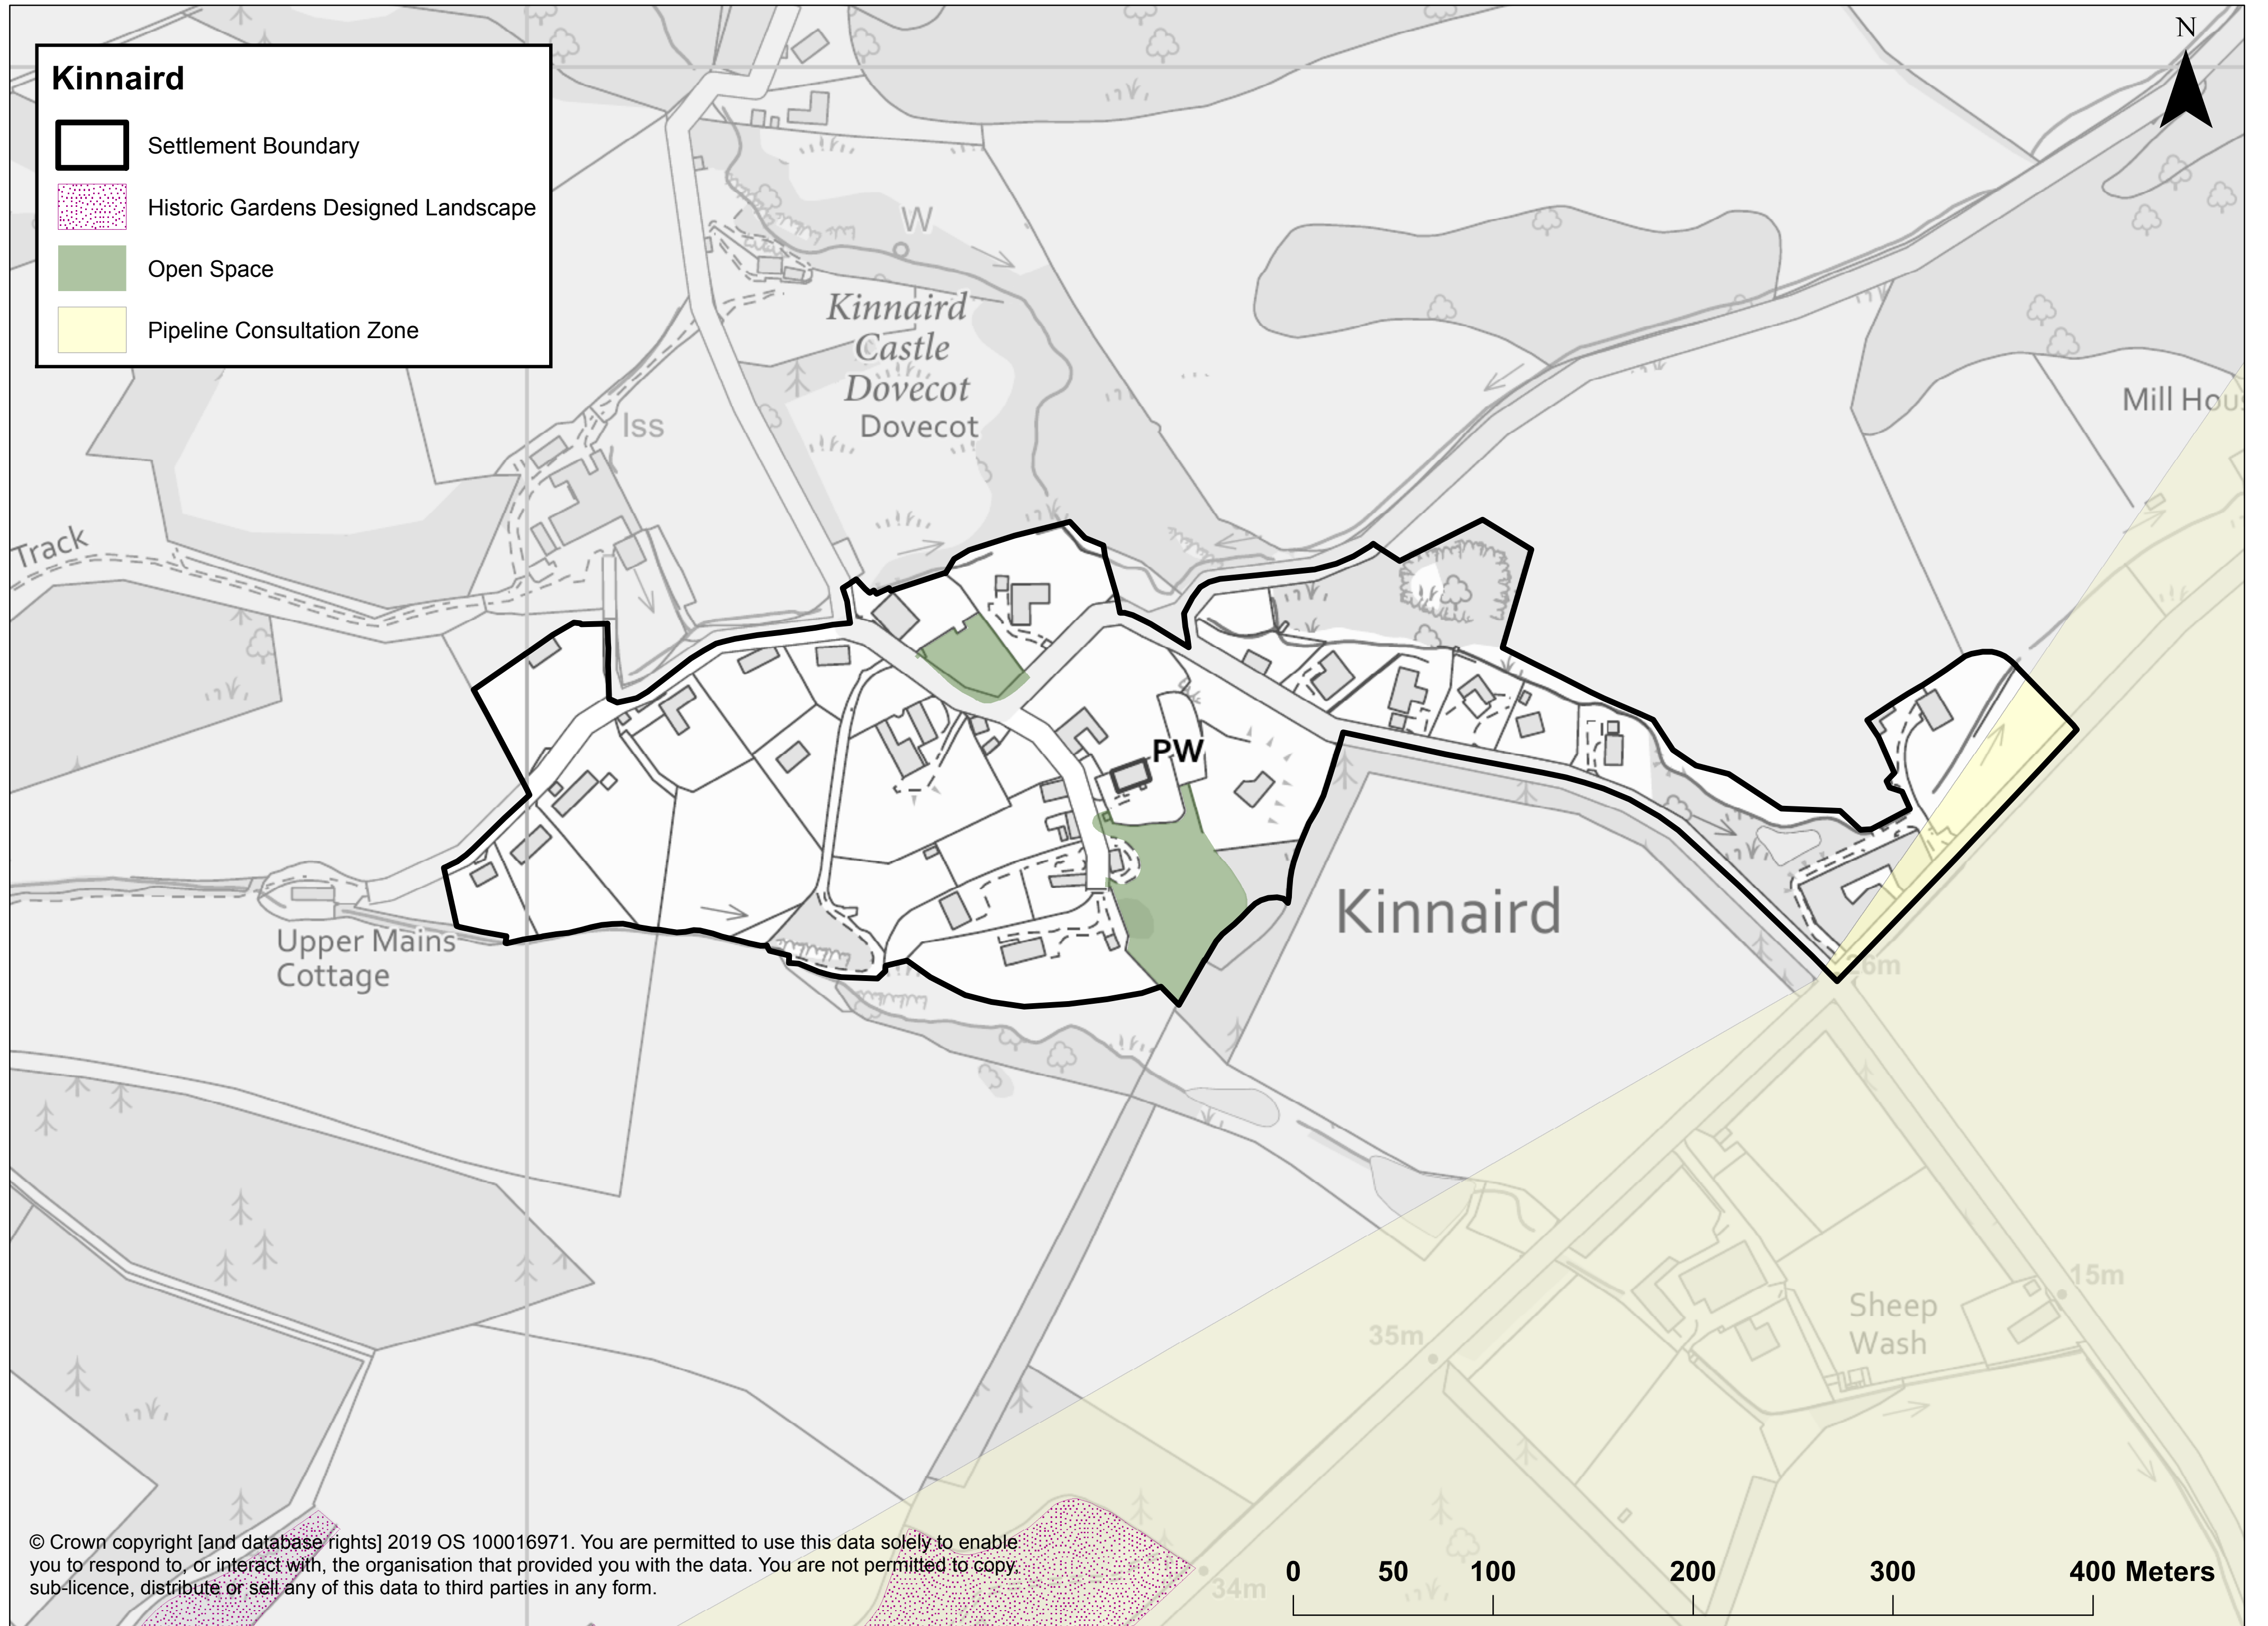 Kinnaird
Settlement Boundary
Historic Gardens Designed Landscape
Open Space
Pipeline Consultation Zone
N
W
Kinnaird
Castle
Dovecot
Dovecot
Iss
Track
Mill Hou
PW
Kinnaird
Upper Mains
Cottage
26m
15m
Sheep
Wash
35m
34m
© Crown copyright [and database rights] 2019 OS 100016971. You are permitted to use this data solely to enable
you to respond to, or interact with, the organisation that provided you with the data. You are not permitted to copy,
sub-licence, distribute or sell any of this data to third parties in any form.
0 50 100 200 300 400 Meters